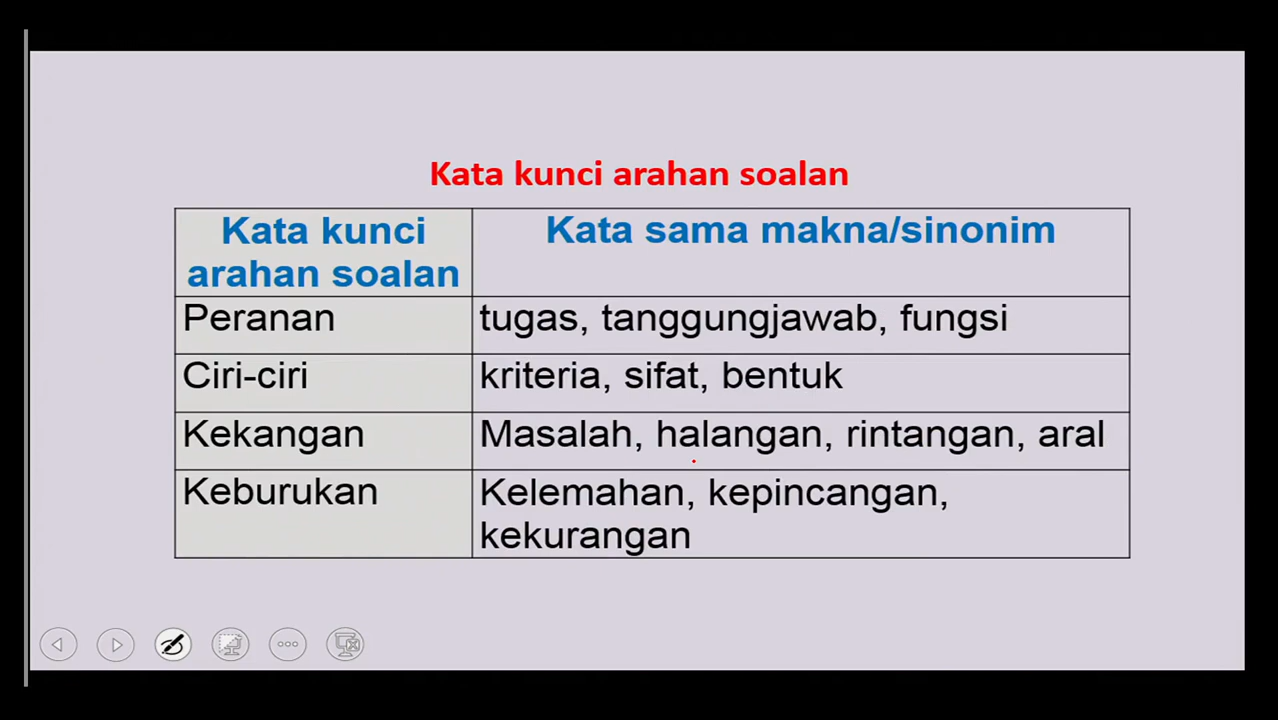 Kata kunci arahan soalan
Kata kunci
arahan soalan
Kata sama makna/sinonim
Peranan
tugas, tanggungjawab, fungsi
Ciri-ciri
kriteria, sifat, bentuk
Kekangan
Masalah, halangan, rintangan, aral
Keburukan
Kelemahan, kepincangan,
kekurangan